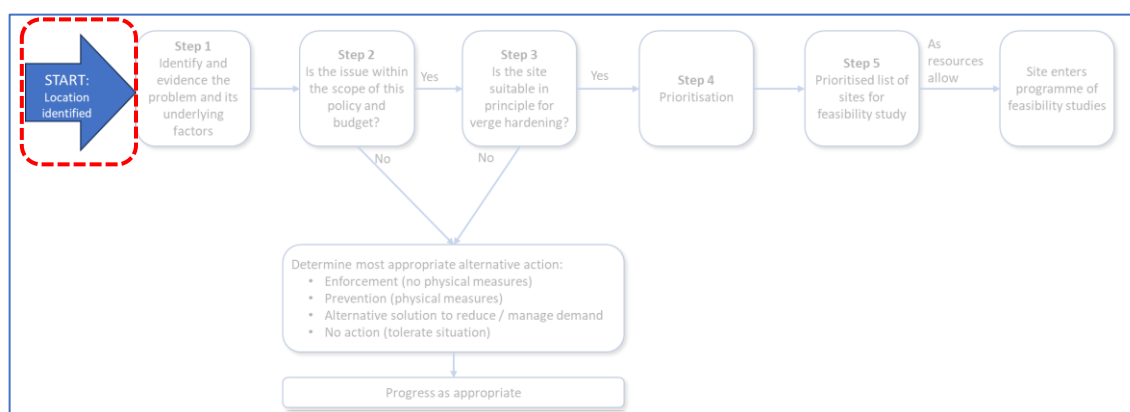 START:
Location
identified
Step 1
Identify and
evidence the
problem and its
underlying
factors
Step 2
Is the issue within
the scope of this
policy and
budget?
Yes
No
Step 3
Is the site
suitable in
principle for
verge hardening?
Yes
No
Step 4
Prioritisation
Step 5
Prioritised list of
sites for
feasibility study
As
resources
allow
Site enters
programme of
feasibility studies
Determine most appropriate alternative action:
• Enforcement (no physical measures)
• Prevention (physical measures)
• Alternative solution to reduce / manage demand
• No action (tolerate situation)
Progress as appropriate